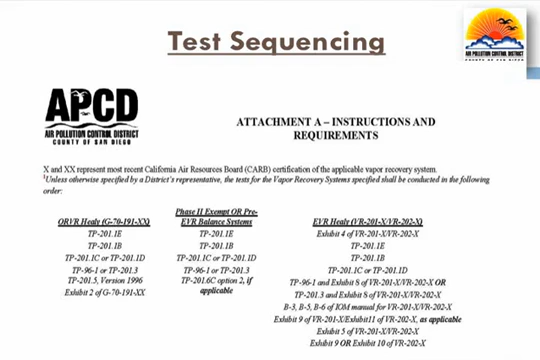 Test Sequencing
AIR POLLUTION CONTROL DISTRICT
COUNTY OF SAN DIEGO
APCD
AIR POLLUTION CONTROL DISTRICT
COUNTY OF SAN DIEGO
ATTACHMENT A – INSTRUCTIONS AND
REQUIREMENTS
X and XX represent most recent California Air Resources Board (CARB) certification of the applicable vapor recovery system.
¹Unless otherwise specified by a District's representative, the tests for the Vapor Recovery Systems specified shall be conducted in the following
order:
ORVR Healy (G-70-191-XX)
TP-201.1E
TP-201.1B
TP-201.1C or TP-201.1D
TP-96-1 or TP-201.3
TP-201.5, Version 1996
Exhibit 2 of G-70-191-XX
Phase II Exempt OR Pre-
EVR Balance Systems
TP-201.1E
TP-201.1B
TP-201.1C or TP-201.1D
TP-96-1 or TP-201.3
TP-201.6C option 2, if
applicable
EVR Healy (VR-201-X/VR-202-X)
Exhibit 4 of VR-201-X/VR-202-X
TP-201.1E
TP-201.1B
TP-201.1C or TP-201.1D
TP-96-1 and Exhibit 8 of VR-201-X/VR-202-X OR
TP-201.3 and Exhibit 8 of VR-201-X/VR-202-X
B-3, B-5, B-6 of IOM manual for VR-201-X/VR-202-X
Exhibit 9 of VR-201-X/Exhibit11 of VR-202-X, as applicable
Exhibit 5 of VR-201-X/VR-202-X
Exhibit 9 OR Exhibit 10 of VR-202-X